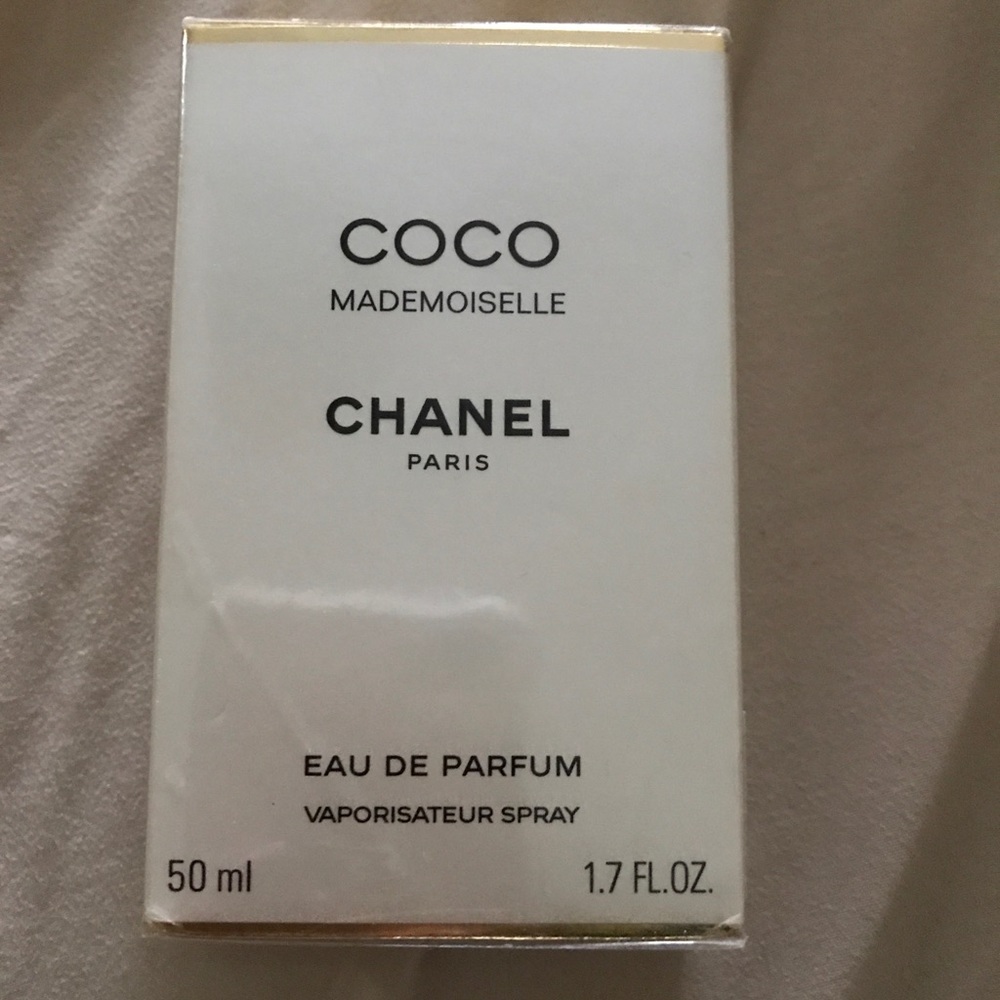 COCO
MADEMOISELLE
CHANEL
PARIS
EAU DE PARFUM
VAPORISATEUR SPRAY
50 ml 1.7 FL.OZ.